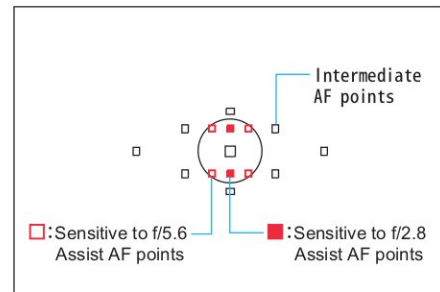 Intermediate
AF points
:Sensitive to f/5.6
Assist AF points
:Sensitive to f/2.8
Assist AF points